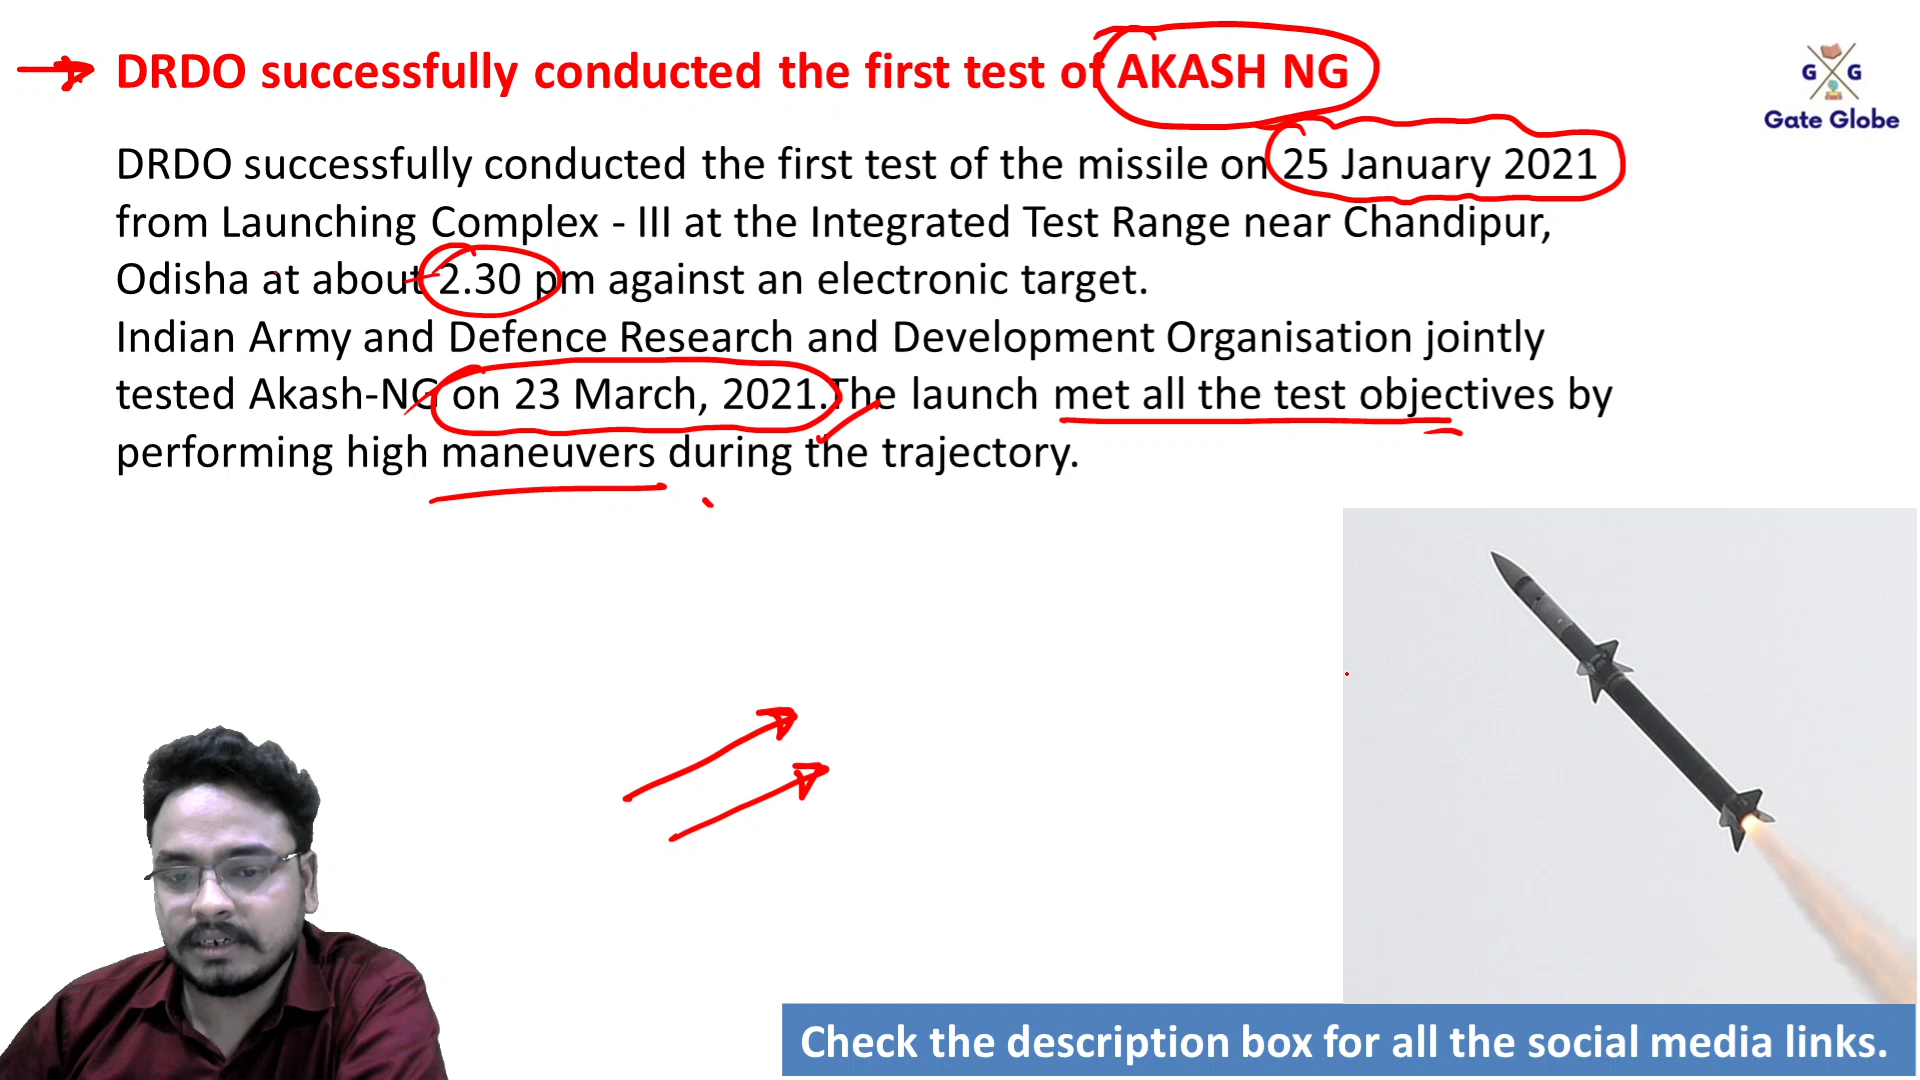 DRDO successfully conducted the first test of AKASH NG
G G
Gate Globe
DRDO successfully conducted the first test of the missile on 25 January 2021
from Launching Complex - III at the Integrated Test Range near Chandipur,
Odisha at about 2.30 pm against an electronic target.
Indian Army and Defence Research and Development Organisation jointly
tested Akash-NG on 23 March, 2021.The launch met all the test objectives by
performing high maneuvers during the trajectory.
Check the description box for all the social media links.